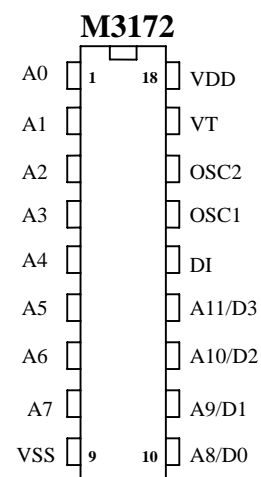 M3172
A0 1 18 VDD
A1 VT
A2 OSC2
A3 OSC1
A4 DI
A5 A11/D3
A6 A10/D2
A7 A9/D1
VSS 9 10 A8/D0